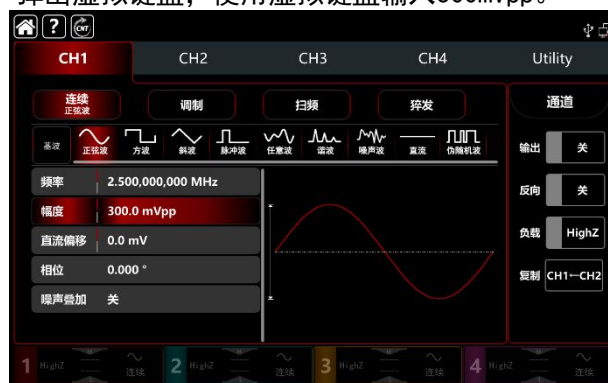 弹出虚拟键盘，使用虚拟键盘输入300mvpp。
? CNT
CH1 CH2 CH3 CH4 Utility
连续 调制 扫频 猝发 通道
正弦波
基波 正弦波 方波 斜波 脉冲波 任意波 谐波 噪声波 直流 伪随机波
输出 关
频率 2.500,000,000 MHz
反向 关
幅度 300.0 mVpp
直流偏移 0.0 mV
负载 HighZ
相位 0.000 °
复制 CH1←CH2
噪声叠加 关
1 HighZ 连续 2 HighZ 连续 3 HighZ 连续 4 HighZ 连续